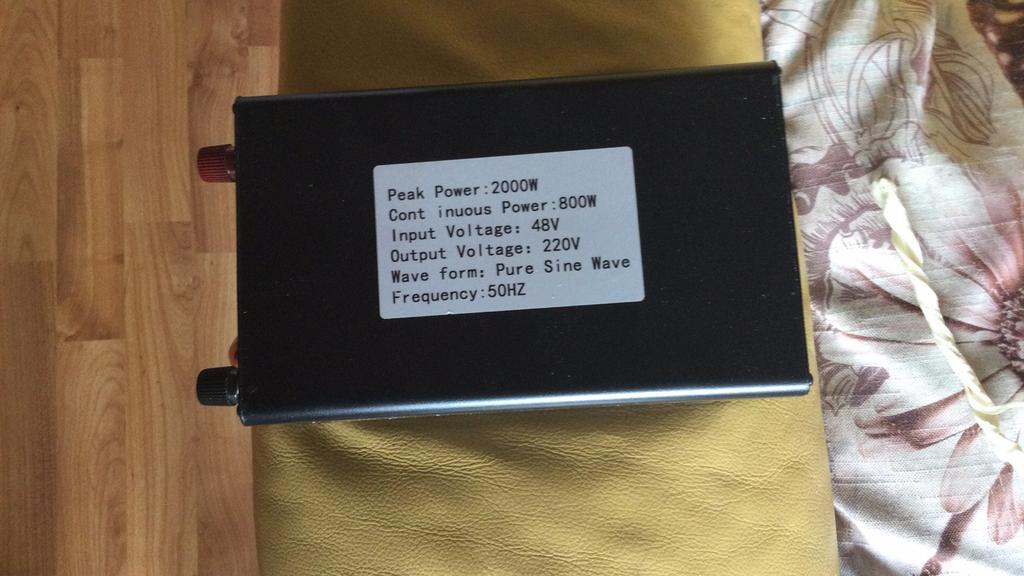 Peak Power:2000W
Cont inuous Power:800W
Input Voltage: 48V
Output Voltage: 220V
Wave form: Pure Sine Wave
Frequency:50HZ